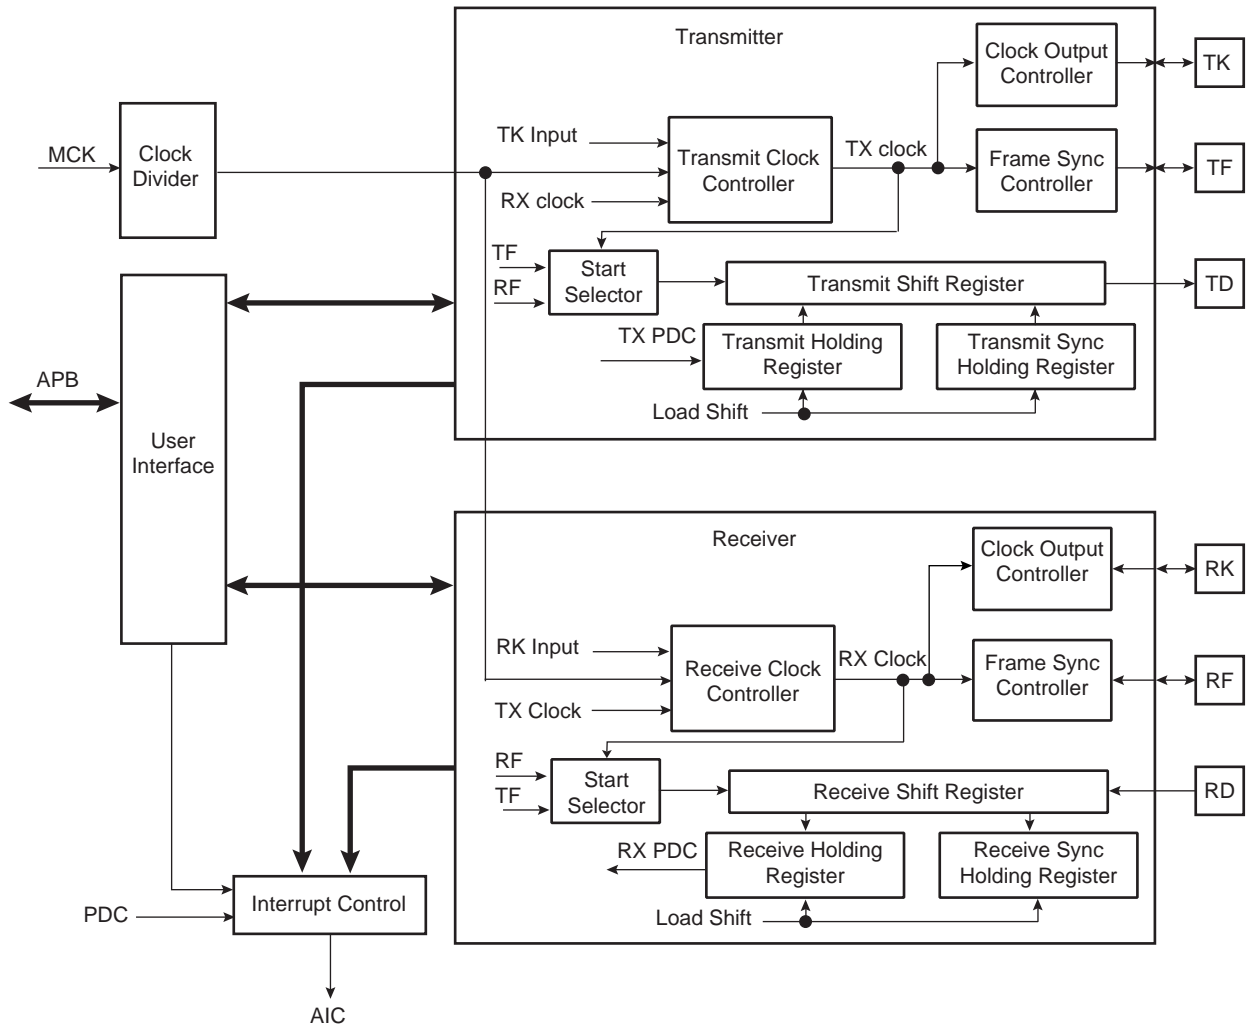 Transmitter
Clock Output
Controller
TK
MCK
Clock
Divider
TK Input
Transmit Clock
Controller
RX clock
TX clock
Frame Sync
Controller
TF
TF
RF
Start
Selector
Transmit Shift Register
TD
TX PDC
Transmit Holding
Register
Transmit Sync
Holding Register
Load Shift
APB
User
Interface
Receiver
Clock Output
Controller
RK
RK Input
Receive Clock
Controller
TX Clock
RX Clock
Frame Sync
Controller
RF
RF
TF
Start
Selector
Receive Shift Register
RD
RX PDC
Receive Holding
Register
Receive Sync
Holding Register
Load Shift
PDC
Interrupt Control
AIC